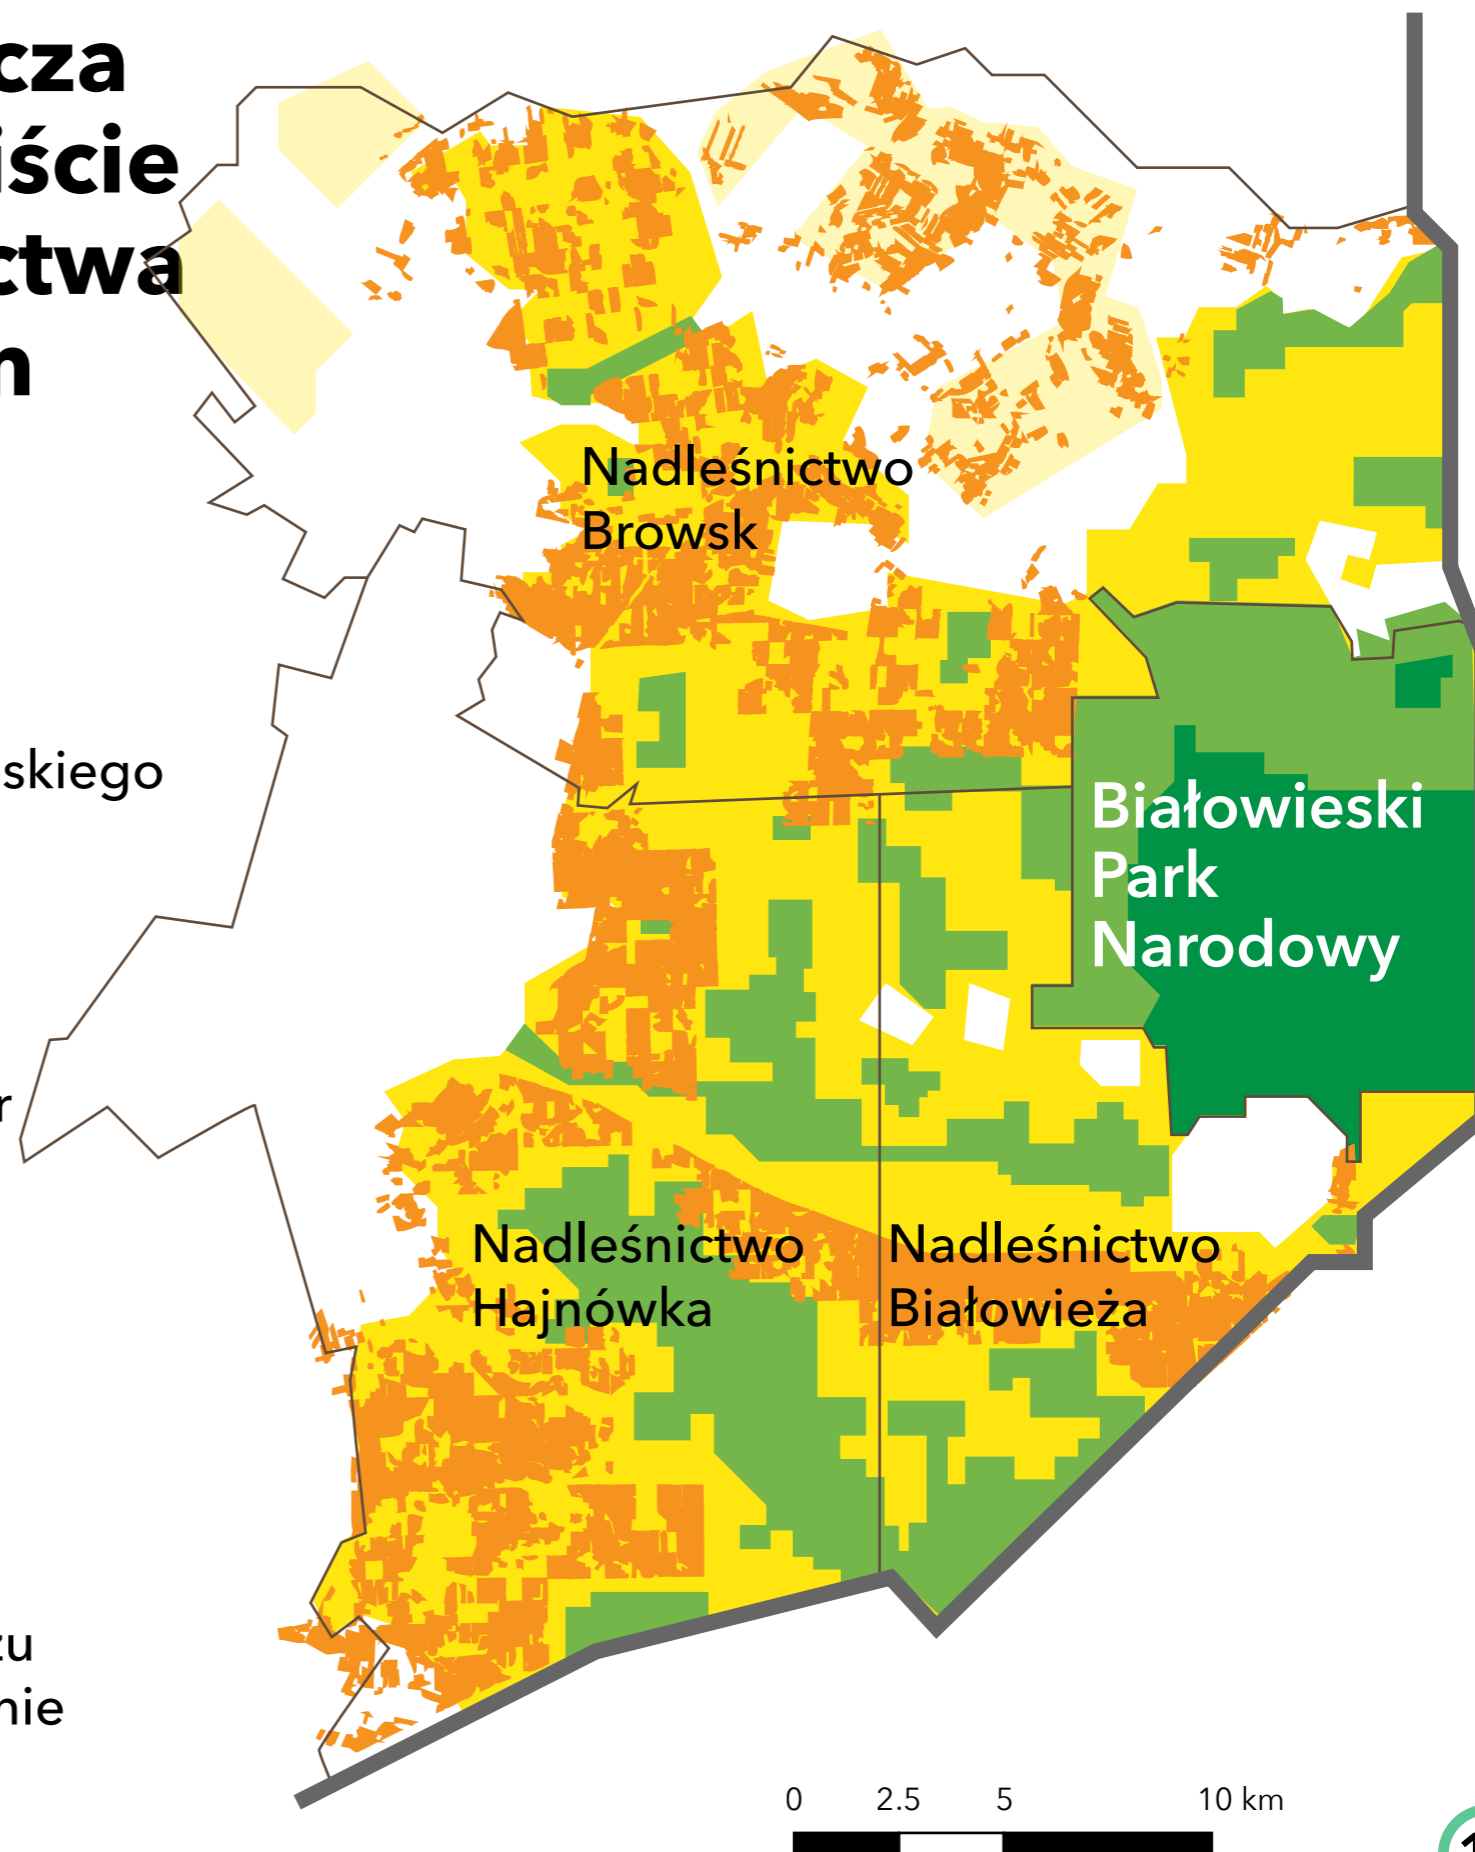 cza
iście
ctwa
m
skiego
r
zu
nie
Nadleśnictwo
Browsk
Białowieski
Park
Narodowy
Nadleśnictwo
Hajnówka
Nadleśnictwo
Białowieża
0 2.5 5 10 km